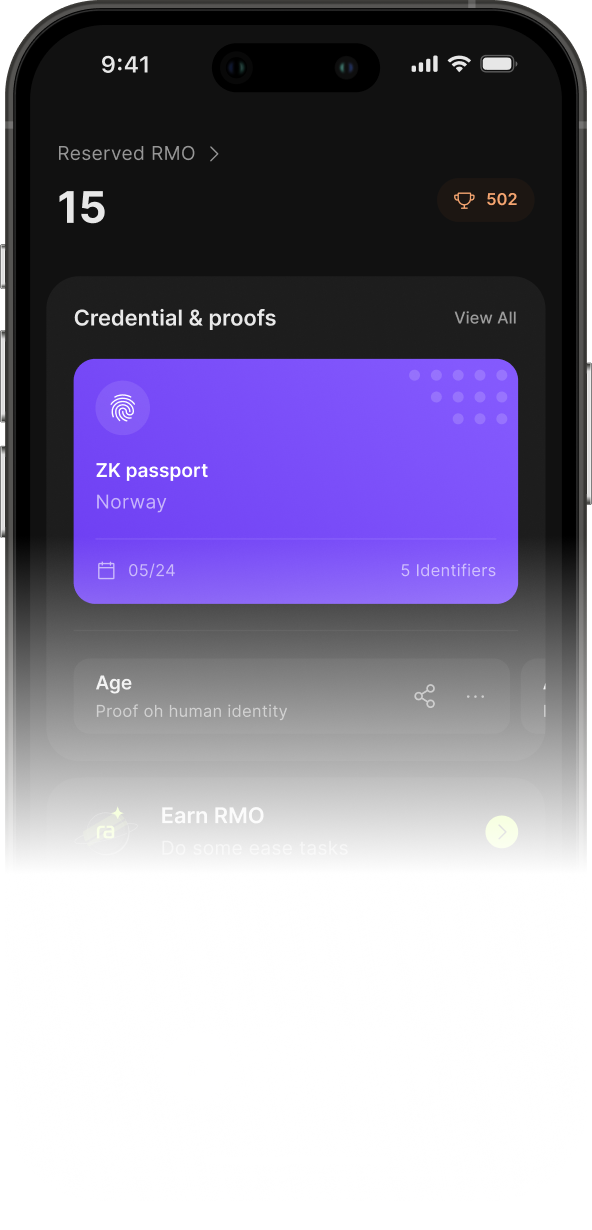 9:41
Reserved RMO
15
502
Credential & proofs
View All
ZK passport
Norway
05/24
5 Identifiers
Age
Proof oh human identity
ra
Earn RMO
Do some ease tasks